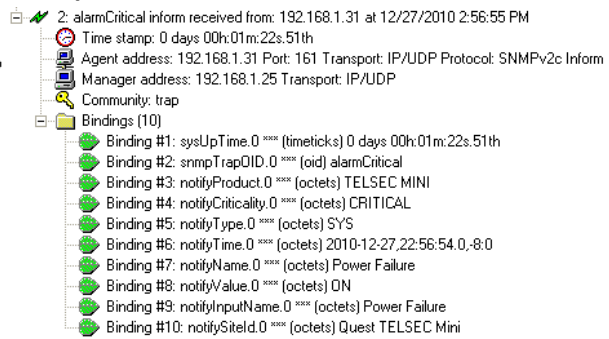 2: alarmCritical inform received from: 192.168.1.31 at 12/27/2010 2:56:55 PM
Time stamp: 0 days 00h:01m:22s.51th
Agent address: 192.168.1.31 Port: 161 Transport: IP/UDP Protocol: SNMPv2c Inform
Manager address: 192.168.1.25 Transport: IP/UDP
Community: trap
Bindings (10)
Binding #1: sysUpTime.0 *** (timeticks) 0 days 00h:01m:22s.51th
Binding #2: snmpTrapOID.0 *** (oid) alarmCritical
Binding #3: notifyProduct.0 *** (octets) TELSEC MINI
Binding #4: notifyCriticality.0 *** (octets) CRITICAL
Binding #5: notifyType.0 *** (octets) SYS
Binding #6: notifyTime.0 *** (octets) 2010-12-27,22:56:54.0,-8:0
Binding #7: notifyName.0 *** (octets) Power Failure
Binding #8: notifyValue.0 *** (octets) ON
Binding #9: notifyInputName.0 *** (octets) Power Failure
Binding #10: notifySiteId.0 *** (octets) Quest TELSEC Mini